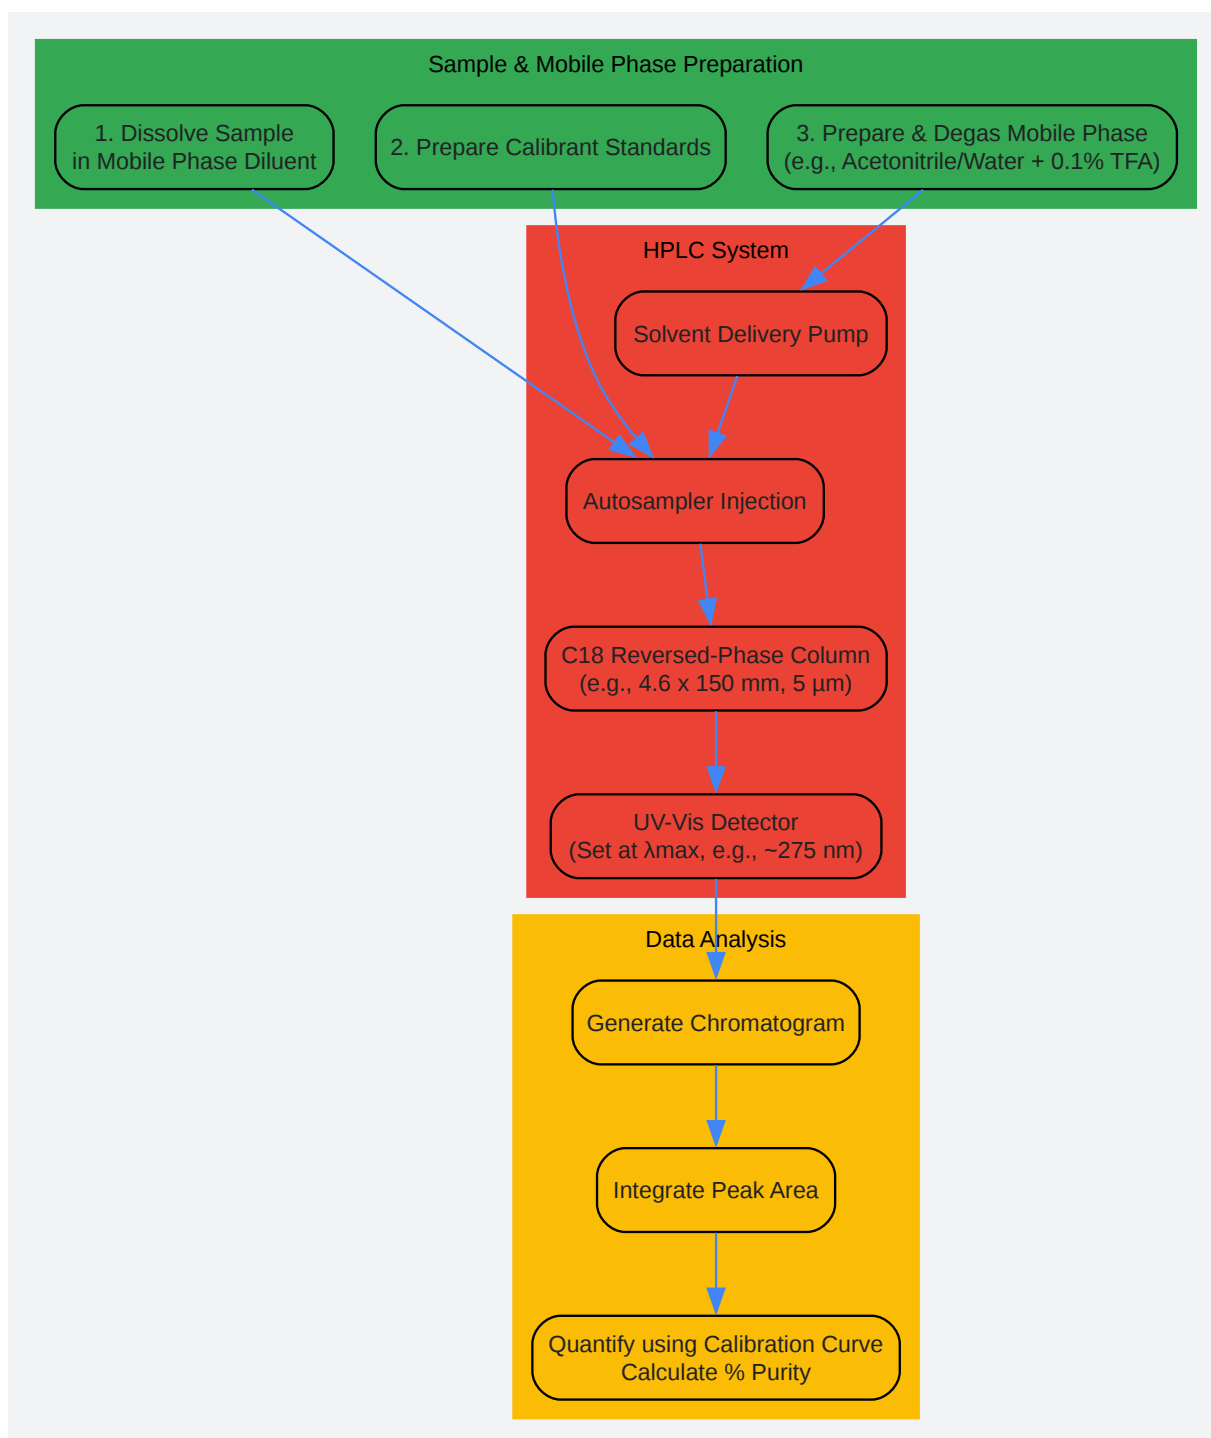 Sample & Mobile Phase Preparation
1. Dissolve Sample
in Mobile Phase Diluent
2. Prepare Calibrant Standards
3. Prepare & Degas Mobile Phase
(e.g., Acetonitrile/Water + 0.1% TFA)
HPLC System
Solvent Delivery Pump
Autosampler Injection
C18 Reversed-Phase Column
(e.g., 4.6 x 150 mm, 5 µm)
UV-Vis Detector
(Set at λmax, e.g., ~275 nm)
Data Analysis
Generate Chromatogram
Integrate Peak Area
Quantify using Calibration Curve
Calculate % Purity